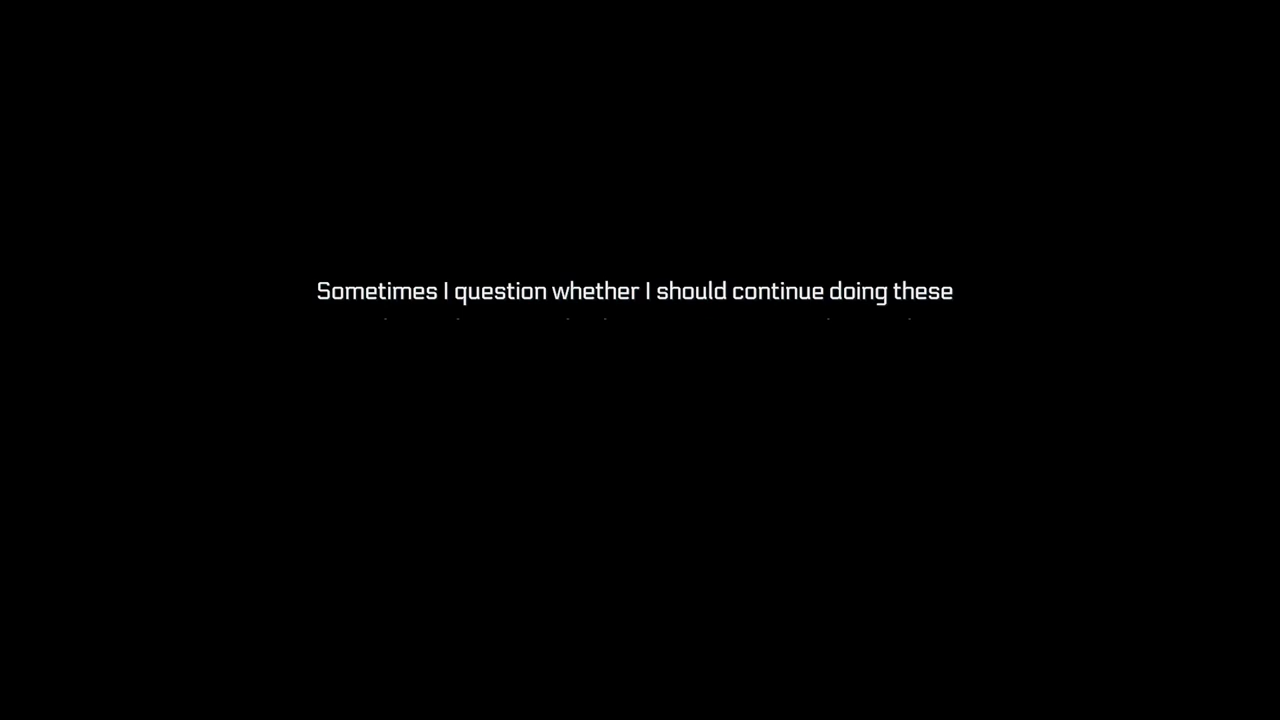 Sometimes I question whether I should continue doing these